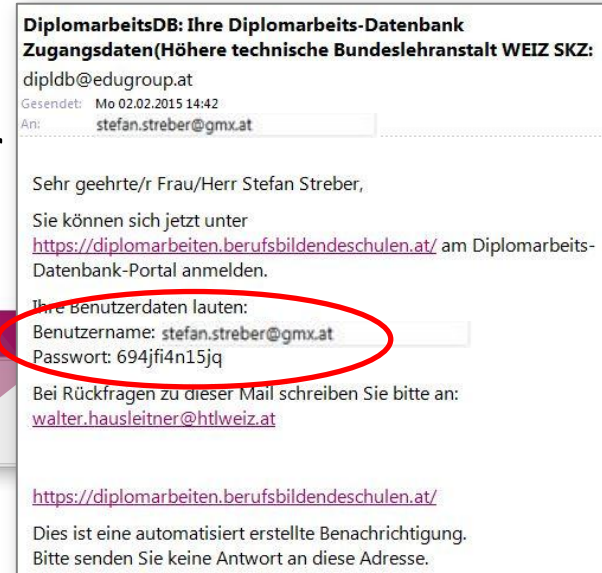 DiplomarbeitsDB: Ihre Diplomarbeits-Datenbank
Zugangsdaten(Höhere technische Bundeslehranstalt WEIZ SKZ:
dipldb@edugroup.at
Gesendet: Mo 02.02.2015 14:42
An: stefan.streber@gmx.at
Sehr geehrte/r Frau/Herr Stefan Streber,
Sie können sich jetzt unter
https://diplomarbeiten.berufsbildendeschulen.at/ am Diplomarbeits-
Datenbank-Portal anmelden.
Ihre Benutzerdaten lauten:
Benutzername: stefan.streber@gmx.at
Passwort: 694jfi4n15jq
Bei Rückfragen zu dieser Mail schreiben Sie bitte an:
walter.hausleitner@htlweiz.at
https://diplomarbeiten.berufsbildendeschulen.at/
Dies ist eine automatisiert erstellte Benachrichtigung.
Bitte senden Sie keine Antwort an diese Adresse.